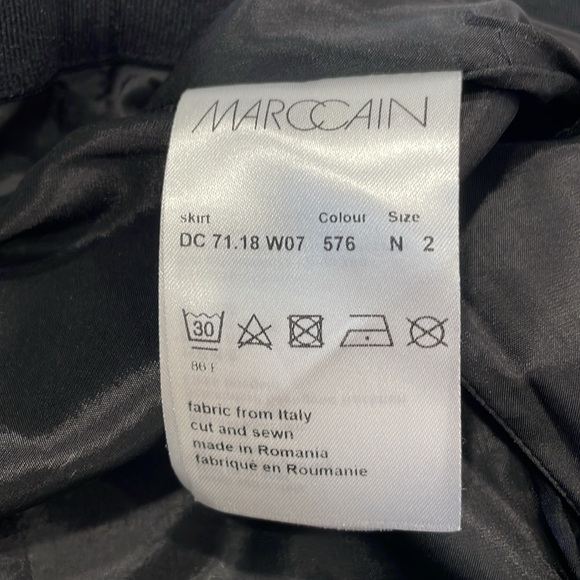 MARCCAIN
skirt Colour Size
DC 71.18 W07 576 N 2
30
86 F
fabric from Italy
cut and sewn
made in Romania
fabriqué en Roumanie